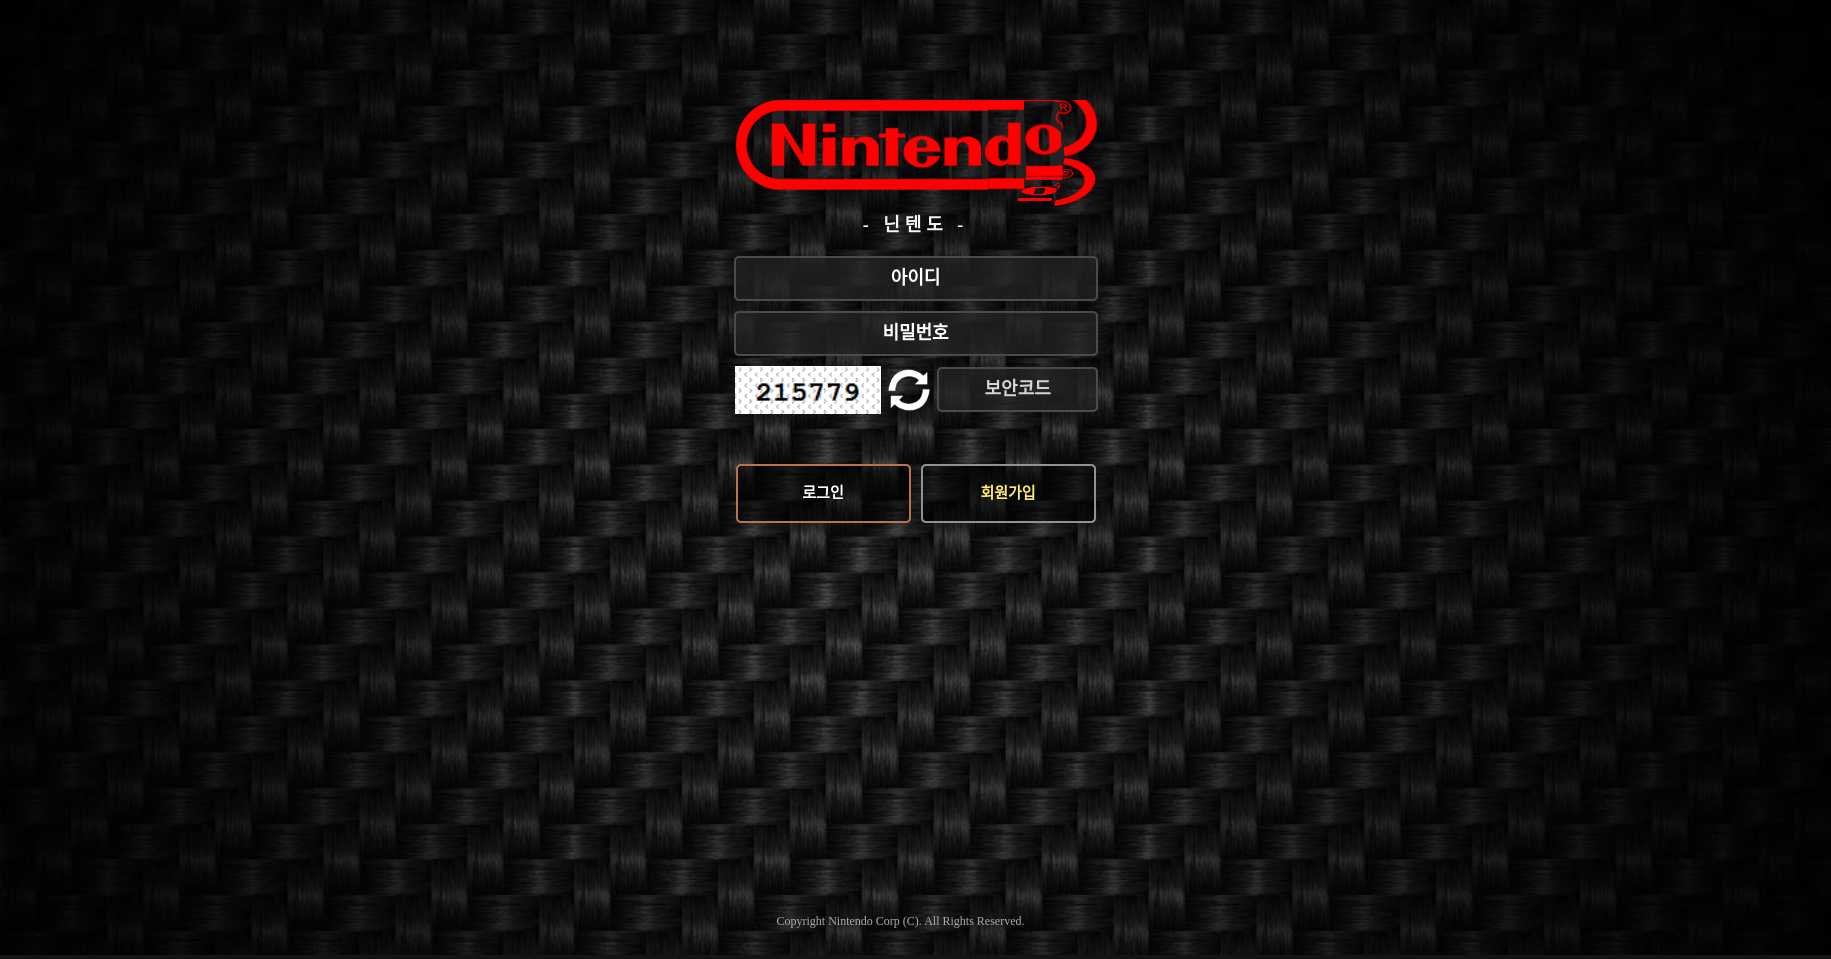 Nintendo®
®
- 닌텐도 -
아이디
비밀번호
215779
보안코드
로그인
회원가입
Copyright Nintendo Corp (C). All Rights Reserved.